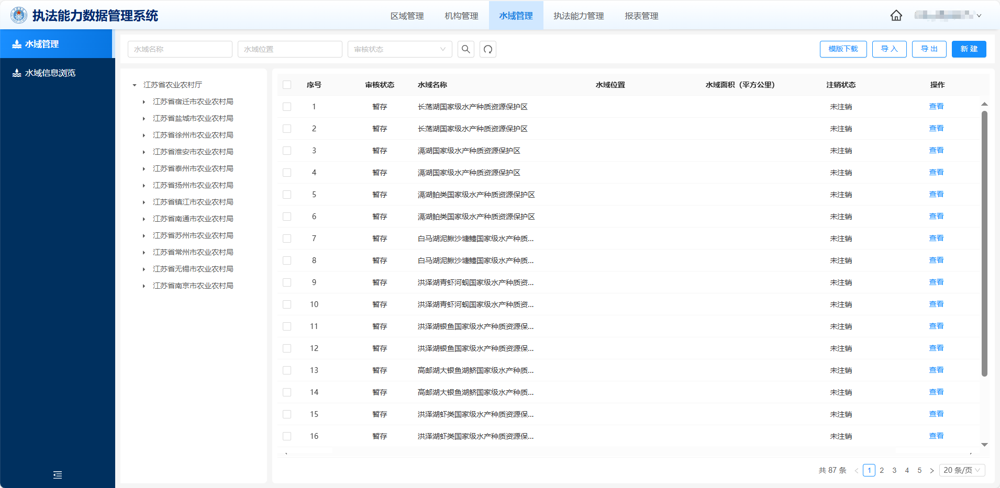 执法能力数据管理系统
区域管理 机构管理 水域管理 执法能力管理 报表管理
水域管理
水域信息浏览
水域名称 水域位置 审核状态 模版下载 导 入 导 出 新 建
江苏省农业农村厅
江苏省宿迁市农业农村局
江苏省盐城市农业农村局
江苏省徐州市农业农村局
江苏省淮安市农业农村局
江苏省泰州市农业农村局
江苏省扬州市农业农村局
江苏省镇江市农业农村局
江苏省南通市农业农村局
江苏省苏州市农业农村局
江苏省常州市农业农村局
江苏省无锡市农业农村局
江苏省南京市农业农村局
序号 审核状态 水域名称 水域位置 水域面积（平方公里） 注销状态 操作
1 暂存 长荡湖国家级水产种质资源保护区 未注销 查看
2 暂存 长荡湖国家级水产种质资源保护区 未注销 查看
3 暂存 滆湖国家级水产种质资源保护区 未注销 查看
4 暂存 滆湖国家级水产种质资源保护区 未注销 查看
5 暂存 滆湖鲌类国家级水产种质资源保护区 未注销 查看
6 暂存 滆湖鲌类国家级水产种质资源保护区 未注销 查看
7 暂存 白马湖泥鳅沙塘鳢国家级水产种质... 未注销 查看
8 暂存 白马湖泥鳅沙塘鳢国家级水产种质... 未注销 查看
9 暂存 洪泽湖青虾河蚬国家级水产种质资... 未注销 查看
10 暂存 洪泽湖青虾河蚬国家级水产种质资... 未注销 查看
11 暂存 洪泽湖银鱼国家级水产种质资源保... 未注销 查看
12 暂存 洪泽湖银鱼国家级水产种质资源保... 未注销 查看
13 暂存 高邮湖大银鱼湖鲚国家级水产种质... 未注销 查看
14 暂存 高邮湖大银鱼湖鲚国家级水产种质... 未注销 查看
15 暂存 洪泽湖虾类国家级水产种质资源保... 未注销 查看
16 暂存 洪泽湖虾类国家级水产种质资源保... 未注销 查看
共 87 条 < 1 2 3 4 5 > 20 条/页